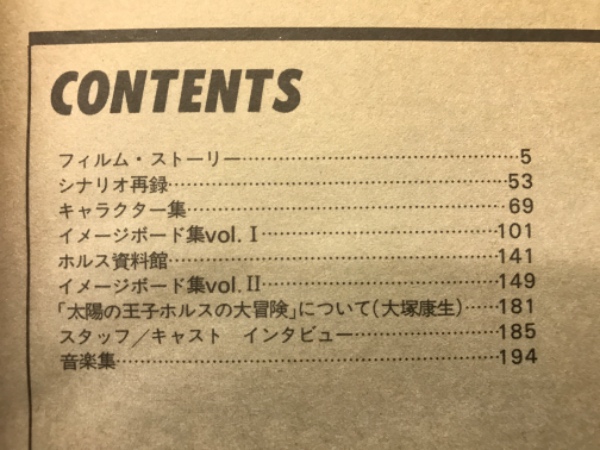 CONTENTS
フィルム・ストーリー……………………………………5
シナリオ再録……………………………………………53
キャラクター集…………………………………………69
イメージボード集vol. Ⅰ………………………………101
ホルス資料館……………………………………………141
イメージボード集vol. Ⅱ………………………………149
「太陽の王子ホルスの大冒険」について(大塚康生)……181
スタッフ／キャスト　インタビュー……………………185
音楽集……………………………………………………194